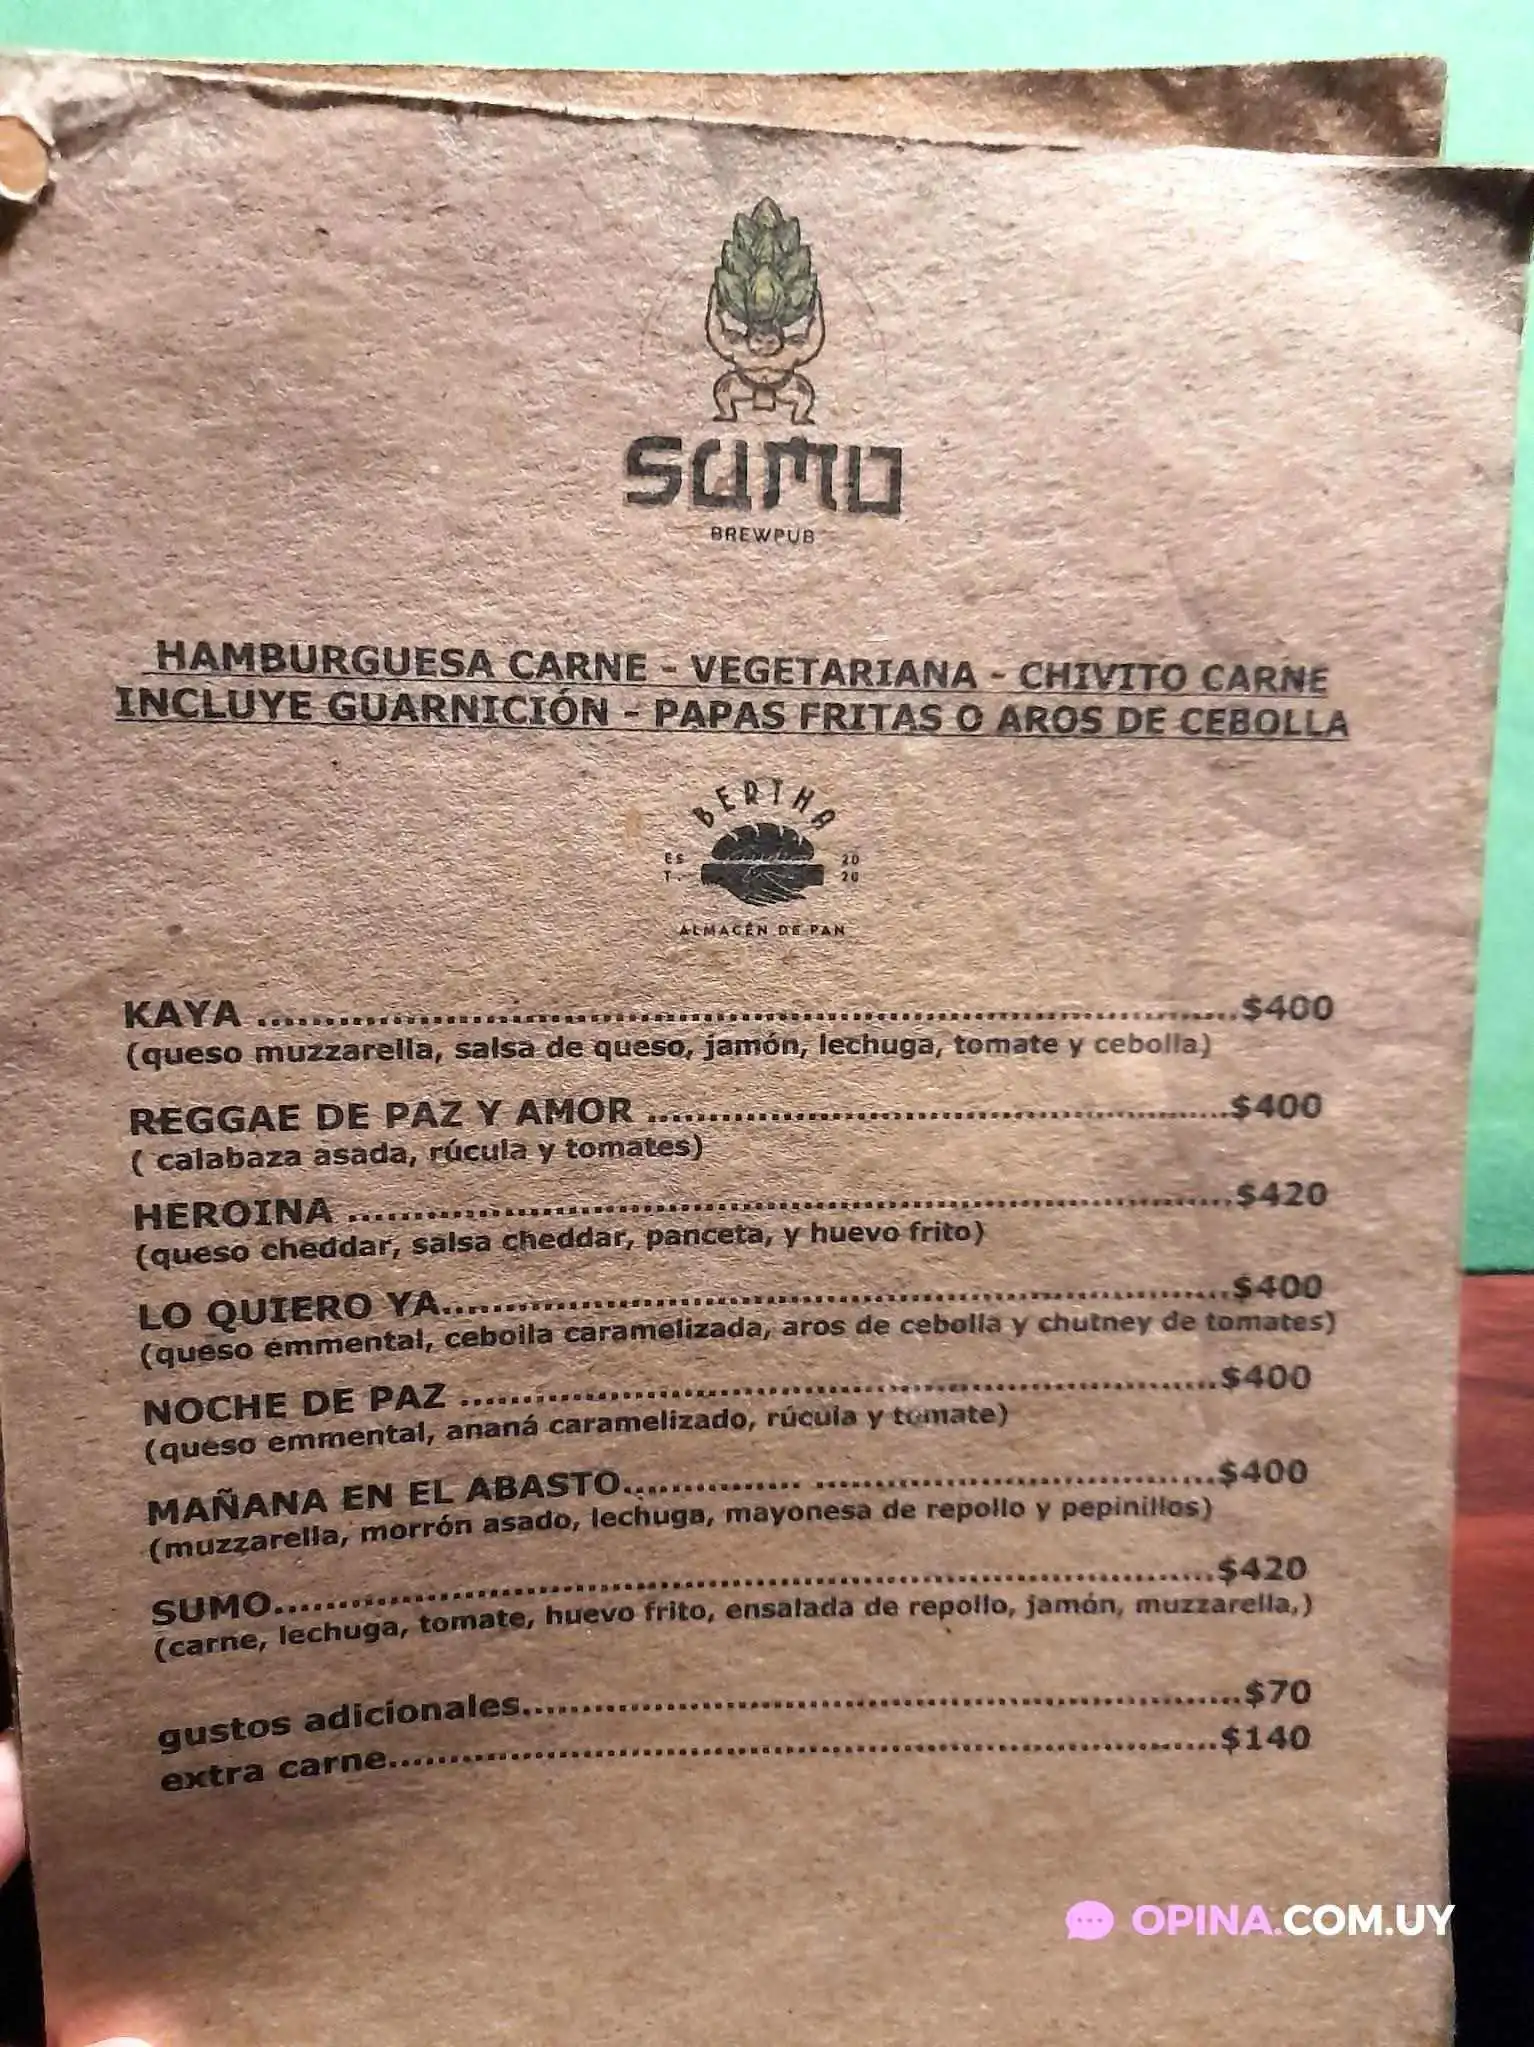 SUMO
BREWPUB
HAMBURGUESA CARNE - VEGETARIANA - CHIVITO CARNE
INCLUYE GUARNICIÓN - PAPAS FRITAS O AROS DE CEBOLLA
BERTHA
ES 20
T. 20
ALMACÉN DE PAN
KAYA ........................................................................$400
(queso muzzarella, salsa de queso, jamón, lechuga, tomate y cebolla)
REGGAE DE PAZ Y AMOR ..........................................$400
( calabaza asada, rúcula y tomates)
HEROINA ..................................................................$420
(queso cheddar, salsa cheddar, panceta, y huevo frito)
LO QUIERO YA...........................................................$400
(queso emmental, cebolla caramelizada, aros de cebolla y chutney de tomates)
NOCHE DE PAZ .........................................................$400
(queso emmental, ananá caramelizado, rúcula y tomate)
MAÑANA EN EL ABASTO.............. ..............................$400
(muzzarella, morrón asado, lechuga, mayonesa de repollo y pepinillos)
SUMO.......................................................................$420
(carne, lechuga, tomate, huevo frito, ensalada de repollo, jamón, muzzarella,)
gustos adicionales......................................................$70
extra carne................................................................$140
OPINA.COM.UY